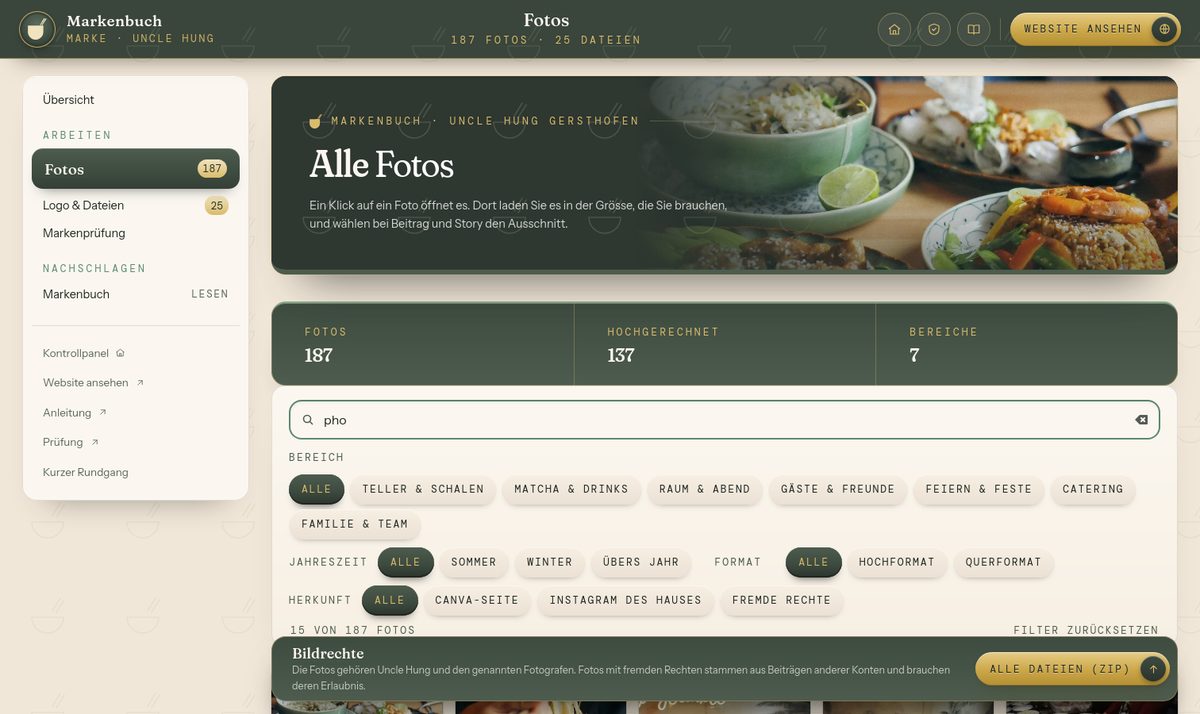 Markenbuch
MARKE · UNCLE HUNG
Fotos
187 FOTOS · 25 DATEIEN
WEBSITE ANSEHEN
Übersicht
ARBEITEN
Fotos 187
Logo & Dateien 25
Markenprüfung
NACHSCHLAGEN
Markenbuch LESEN
Kontrollpanel
Website ansehen
Anleitung
Prüfung
Kurzer Rundgang
MARKENBUCH · UNCLE HUNG GERSTHOFEN
Alle Fotos
Ein Klick auf ein Foto öffnet es. Dort laden Sie es in der Grösse, die Sie brauchen,
und wählen bei Beitrag und Story den Ausschnitt.
FOTOS
187
HOCHGERECHNET
137
BEREICHE
7
pho
BEREICH
ALLE TELLER & SCHALEN MATCHA & DRINKS RAUM & ABEND GÄSTE & FREUNDE FEIERN & FESTE CATERING
FAMILIE & TEAM
JAHRESZEIT ALLE SOMMER WINTER ÜBERS JAHR FORMAT ALLE HOCHFORMAT QUERFORMAT
HERKUNFT ALLE CANVA-SEITE INSTAGRAM DES HAUSES FREMDE RECHTE
15 VON 187 FOTOS FILTER ZURÜCKSETZEN
Bildrechte
Die Fotos gehören Uncle Hung und den genannten Fotografen. Fotos mit fremden Rechten stammen aus Beiträgen anderer Konten und brauchen
deren Erlaubnis.
ALLE DATEIEN (ZIP)